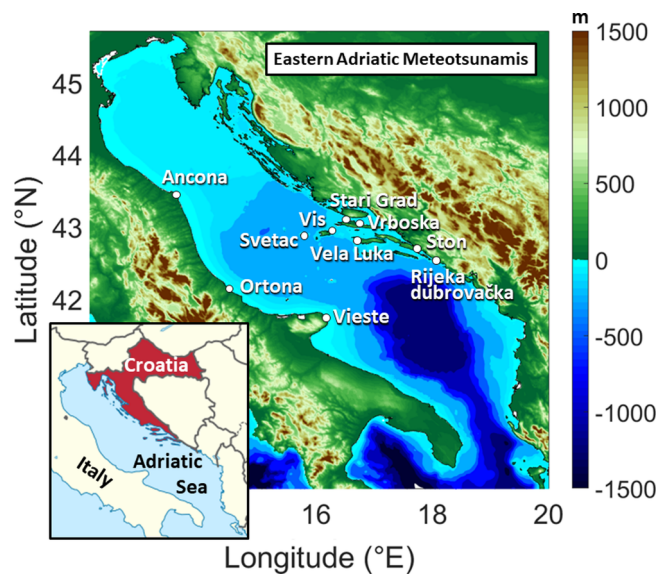 m
Eastern Adriatic Meteotsunamis
1500
1000
500
0
-500
-1000
-1500
45
44
43
42
Latitude (°N)
Ancona
Stari Grad
Vis
Vrboska
Svetac
Ston
Vela Luka
Rijeka
dubrovačka
Ortona
Vieste
Croatia
Italy
Adriatic
Sea
16
18
20
Longitude (°E)